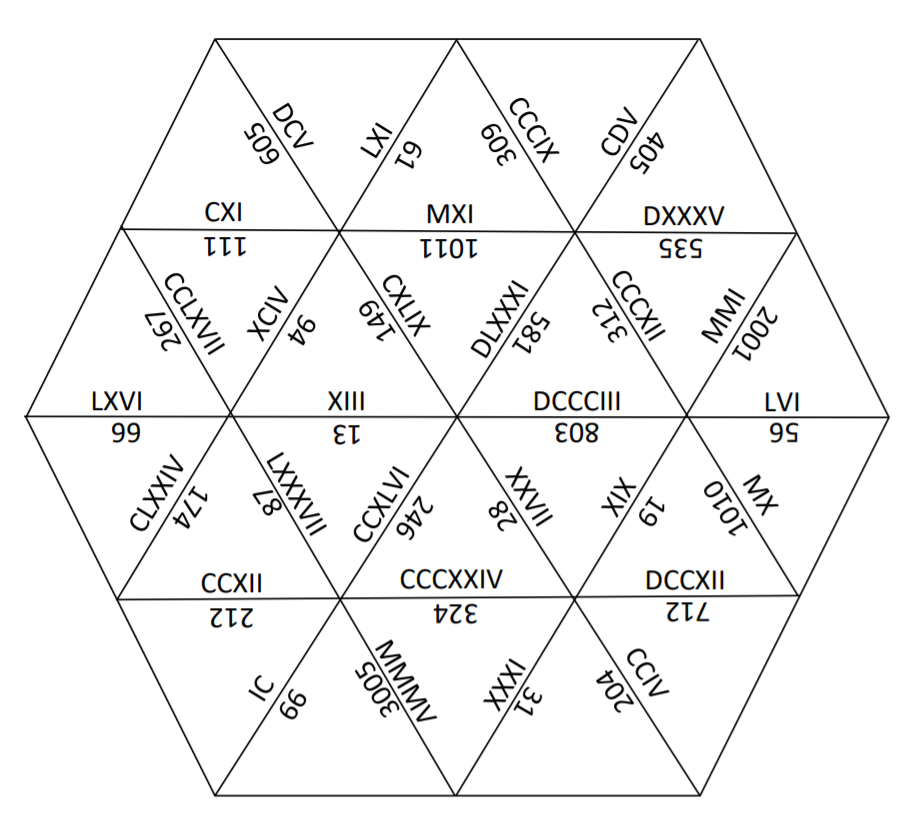 DCV
605
LXI
61
CCCIX
309
CDV
405
CXI
111
MXI
1011
DXXXV
535
CCLXVII
267
XCIV
94
CXLIX
149
DLXXXI
581
CCCXII
312
MMI
2001
LXVI
66
XIII
13
DCCCIII
803
LVI
56
CLXXIV
174
LXXXVII
87
CCXLVI
246
XXVIII
28
XIX
19
MX
1010
CCXII
212
CCCXXIV
324
DCCXII
712
IC
99
MMMV
3005
XXXI
31
CCIV
204